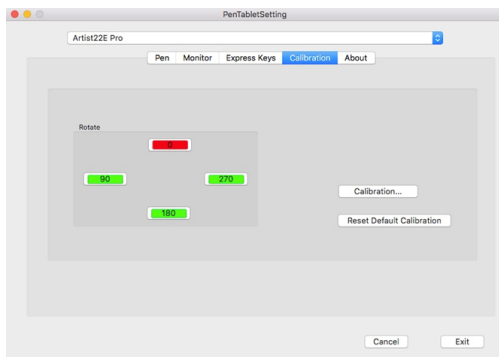 PenTabletSetting
Artist22E Pro
Pen Monitor Express Keys Calibration About
Rotate
0
90 270
180
Calibration...
Reset Default Calibration
Cancel Exit